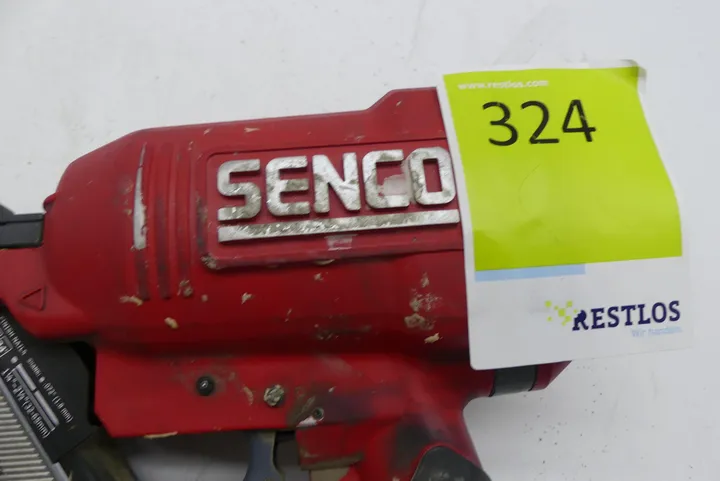 www.restlos.com
324
SENCO
RESTLOS
Wir handeln.